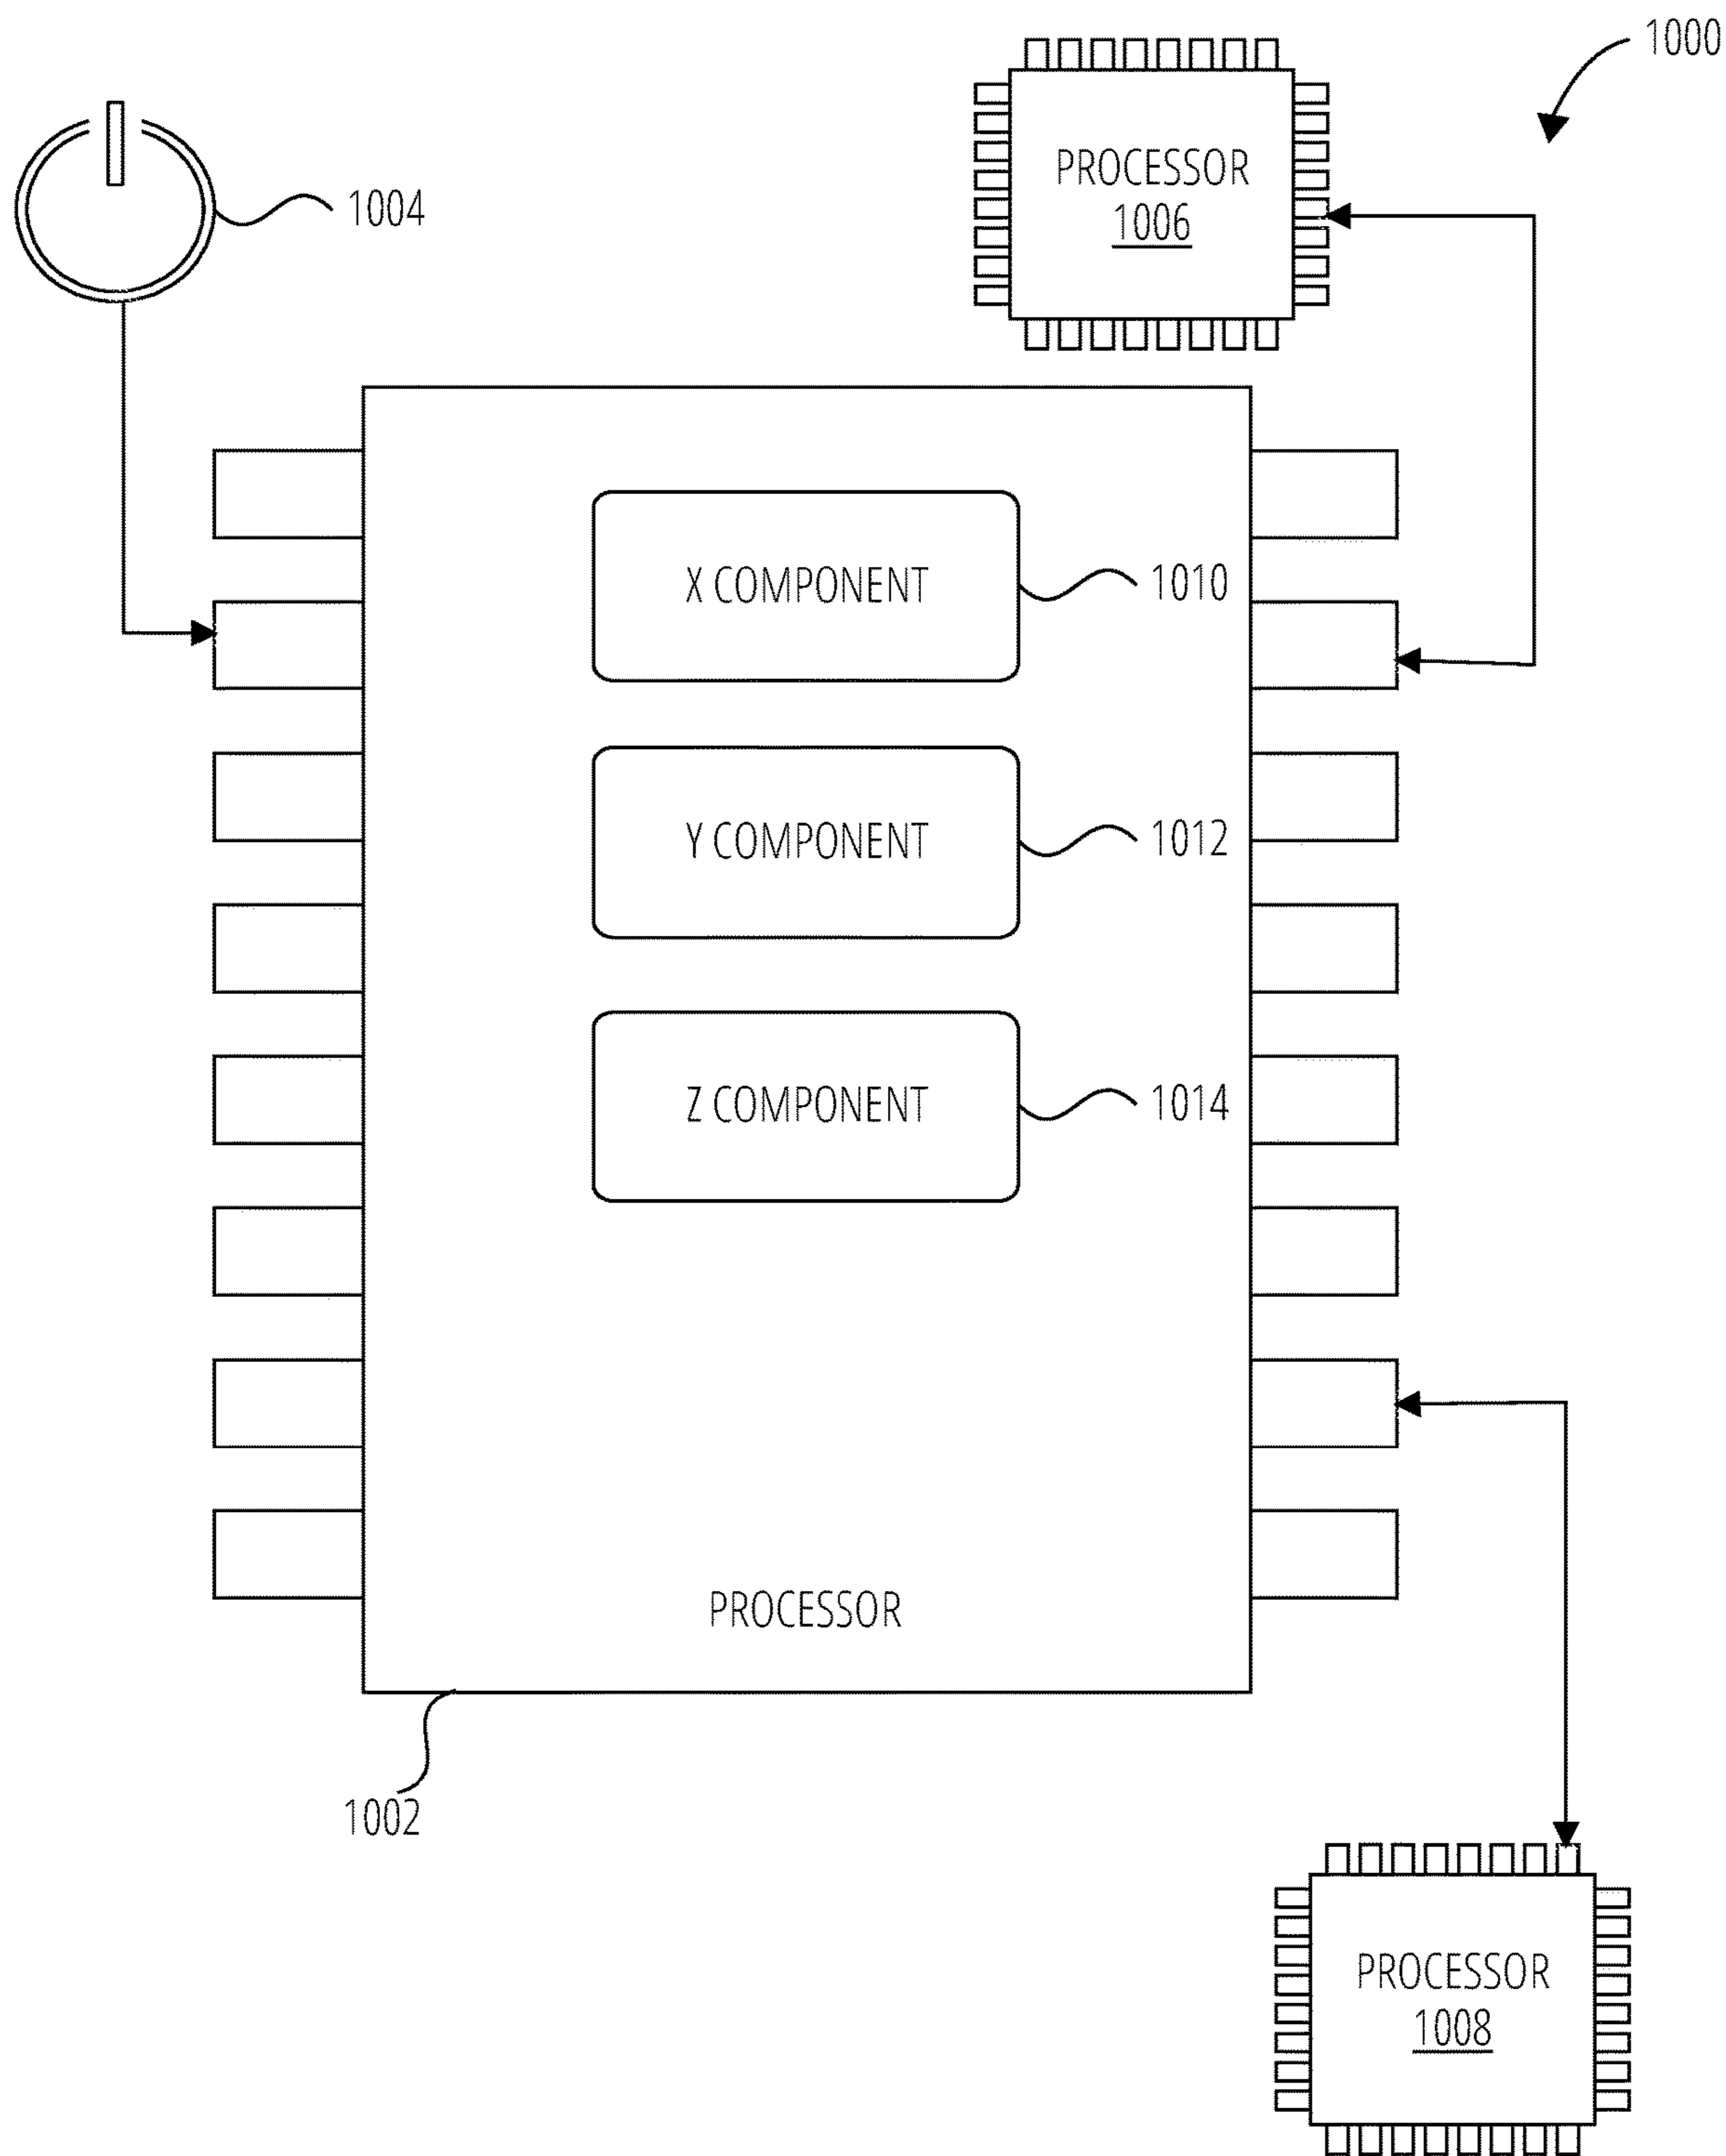 1000
PROCESSOR
1006
1004
X COMPONENT
1010
Y COMPONENT
1012
Z COMPONENT
1014
PROCESSOR
1002
PROCESSOR
1008